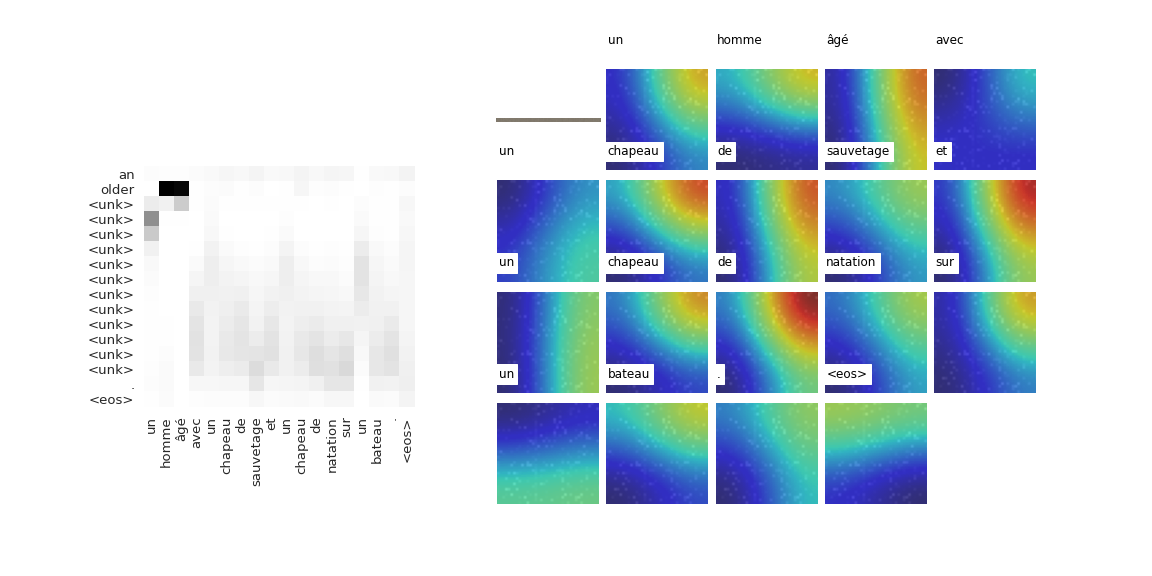 an
older
<unk>
<unk>
<unk>
<unk>
<unk>
<unk>
<unk>
<unk>
<unk>
<unk>
<unk>
<unk>
.
<eos>
un
homme
âgé
avec
un
chapeau
de
sauvetage
et
un
chapeau
de
natation
sur
un
bateau
.
<eos>
un homme âgé avec
un chapeau de sauvetage et
un chapeau de natation sur
un bateau . <eos>